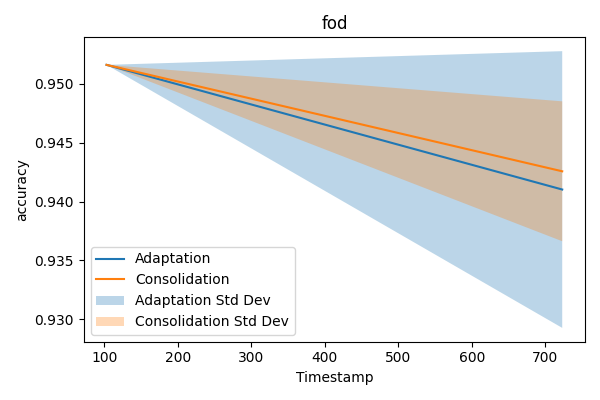 fod
accuracy
0.950
0.945
0.940
0.935
0.930
Adaptation
Consolidation
Adaptation Std Dev
Consolidation Std Dev
100 200 300 400 500 600 700
Timestamp